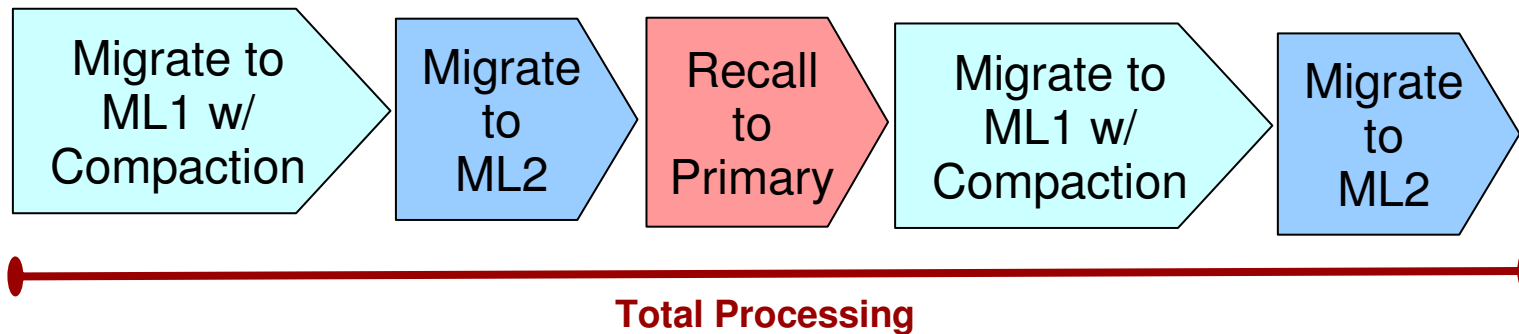 Migrate to
ML1 w/
Compaction
Migrate
to
ML2
Recall
to
Primary
Migrate to
ML1 w/
Compaction
Migrate
to
ML2
Total Processing